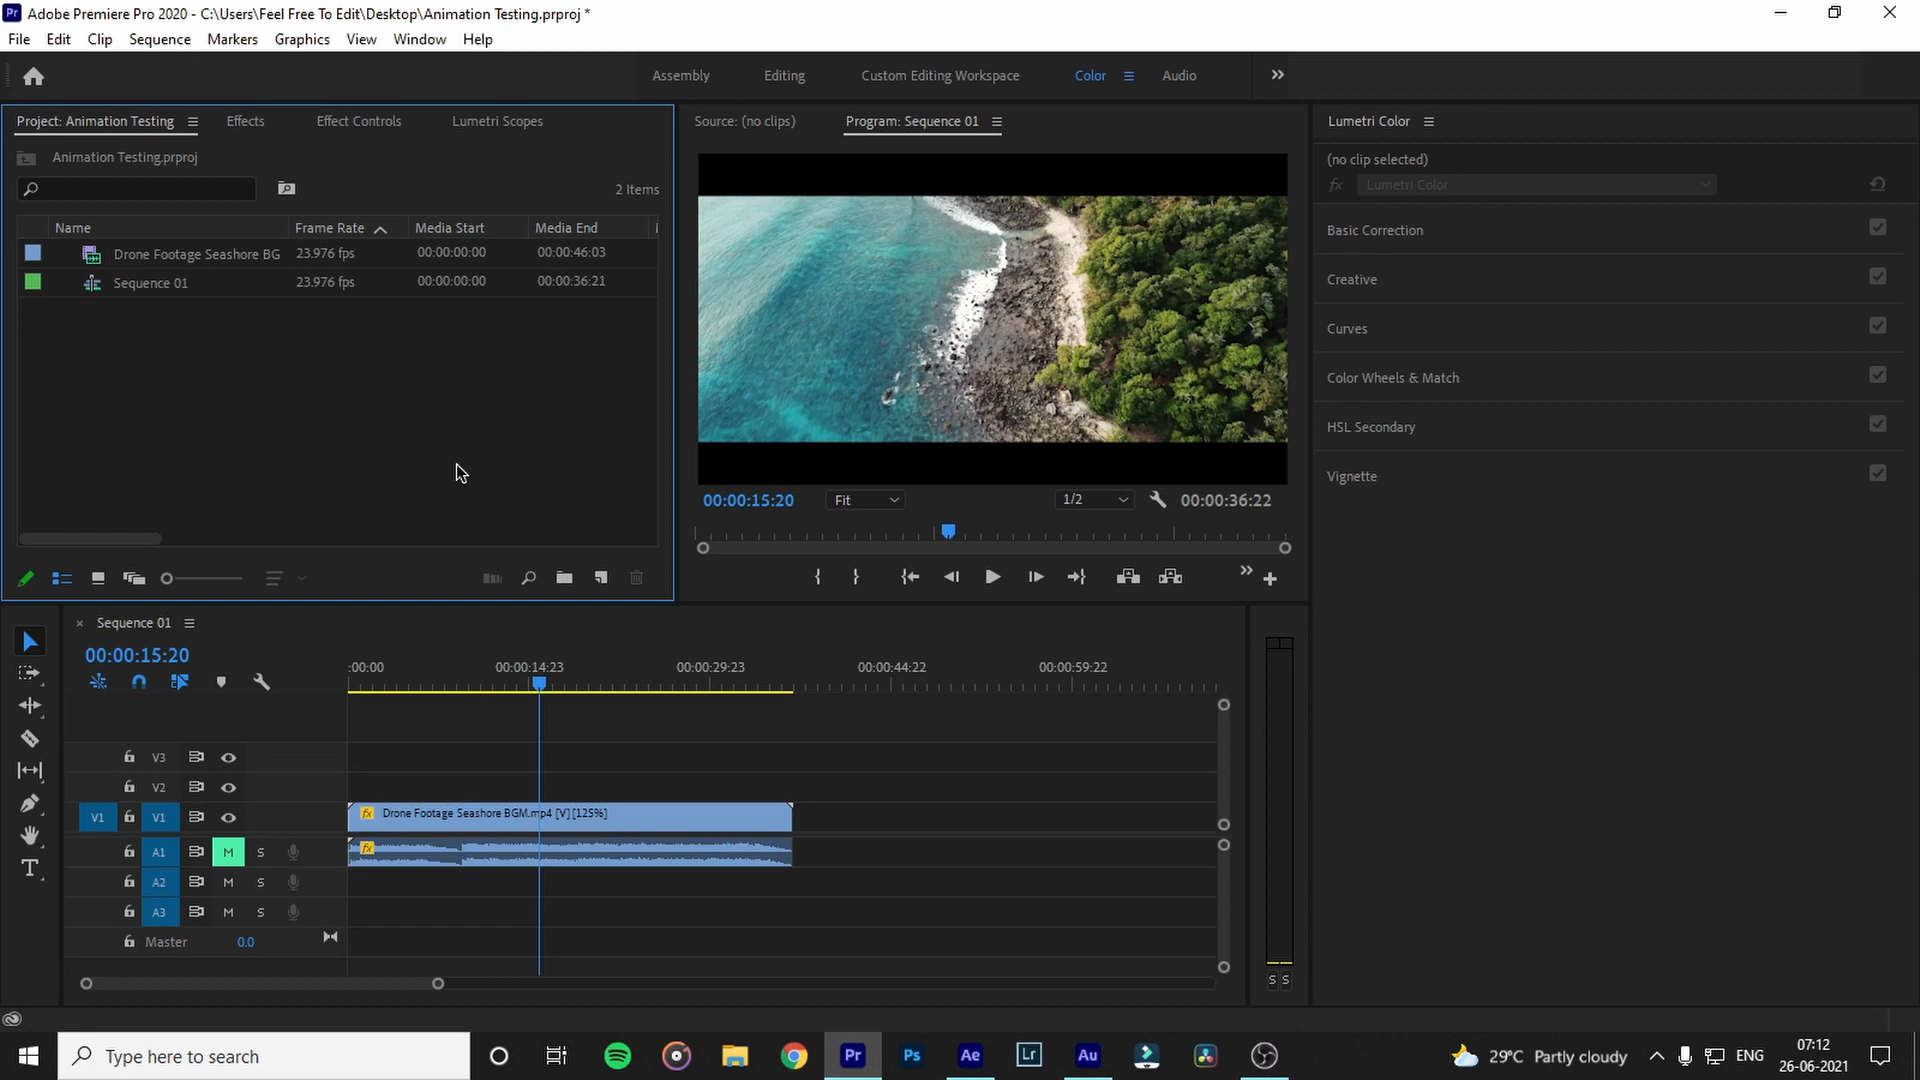 Adobe Premiere Pro 2020 - C:\Users\Feel Free To Edit\Desktop\Animation Testing.prproj *
File Edit Clip Sequence Markers Graphics View Window Help
Assembly Editing Custom Editing Workspace Color Audio
Project: Animation Testing Effects Effect Controls Lumetri Scopes
Source: (no clips) Program: Sequence 01
Lumetri Color
Animation Testing.prproj
(no clip selected)
fx Lumetri Color
2 Items
Name Frame Rate Media Start Media End
Drone Footage Seashore BG 23.976 fps 00:00:00:00 00:00:46:03
Sequence 01 23.976 fps 00:00:00:00 00:00:36:21
Basic Correction
Creative
Curves
Color Wheels & Match
HSL Secondary
Vignette
00:00:15:20 Fit 1/2 00:00:36:22
Sequence 01
00:00:15:20
:00:00 00:00:14:23 00:00:29:23 00:00:44:22 00:00:59:22
V3
V2
V1 V1
fx Drone Footage Seashore BGM.mp4 [V] [125%]
A1 M S
fx
A2 M S
A3 M S
Master 0.0
S S
Type here to search
Pr Ps Ae Lr Au
29°C Partly cloudy
ENG
07:12
26-06-2021